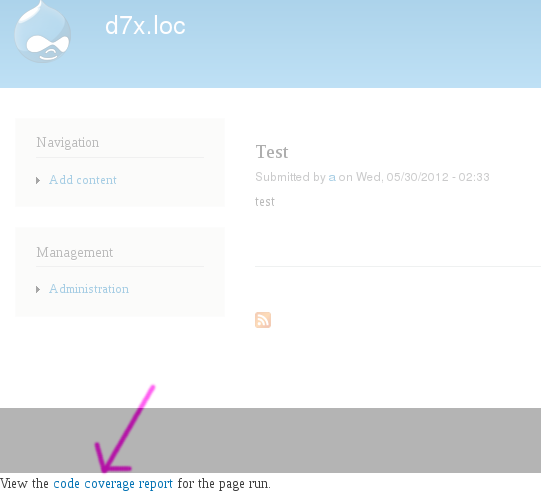 d7x.loc
Navigation
Add content
Management
Administration
Test
Submitted by a on Wed, 05/30/2012 - 02:33
test
View the code coverage report for the page run.